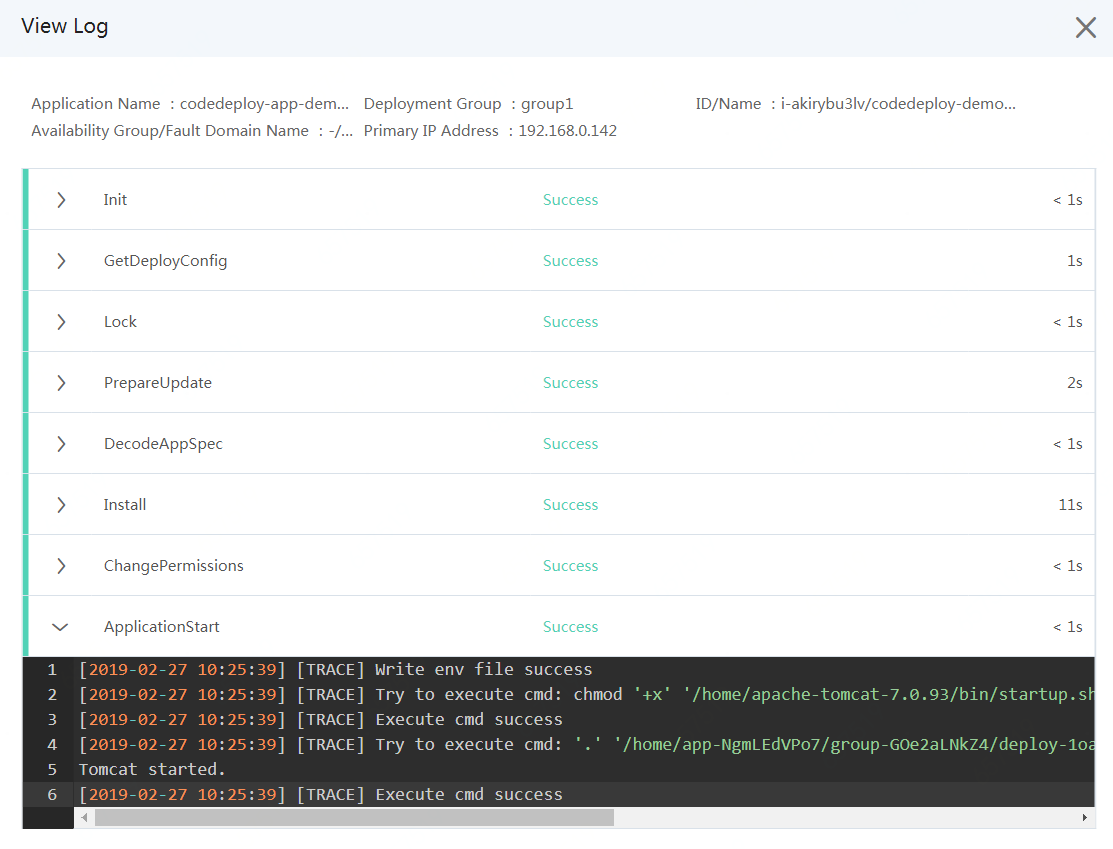 View Log
Application Name : codedeploy-app-dem... Deployment Group : group1 ID/Name : i-akirybu3lv/codedeploy-demo...
Availability Group/Fault Domain Name : -/... Primary IP Address : 192.168.0.142
Init Success < 1s
GetDeployConfig Success 1s
Lock Success < 1s
PrepareUpdate Success 2s
DecodeAppSpec Success < 1s
Install Success 11s
ChangePermissions Success < 1s
ApplicationStart Success < 1s
1 [2019-02-27 10:25:39] [TRACE] Write env file success
2 [2019-02-27 10:25:39] [TRACE] Try to execute cmd: chmod '+x' '/home/apache-tomcat-7.0.93/bin/startup.sh
3 [2019-02-27 10:25:39] [TRACE] Execute cmd success
4 [2019-02-27 10:25:39] [TRACE] Try to execute cmd: '.' '/home/app-NgmLEdVPo7/group-GOe2aLNkZ4/deploy-1oa
5 Tomcat started.
6 [2019-02-27 10:25:39] [TRACE] Execute cmd success